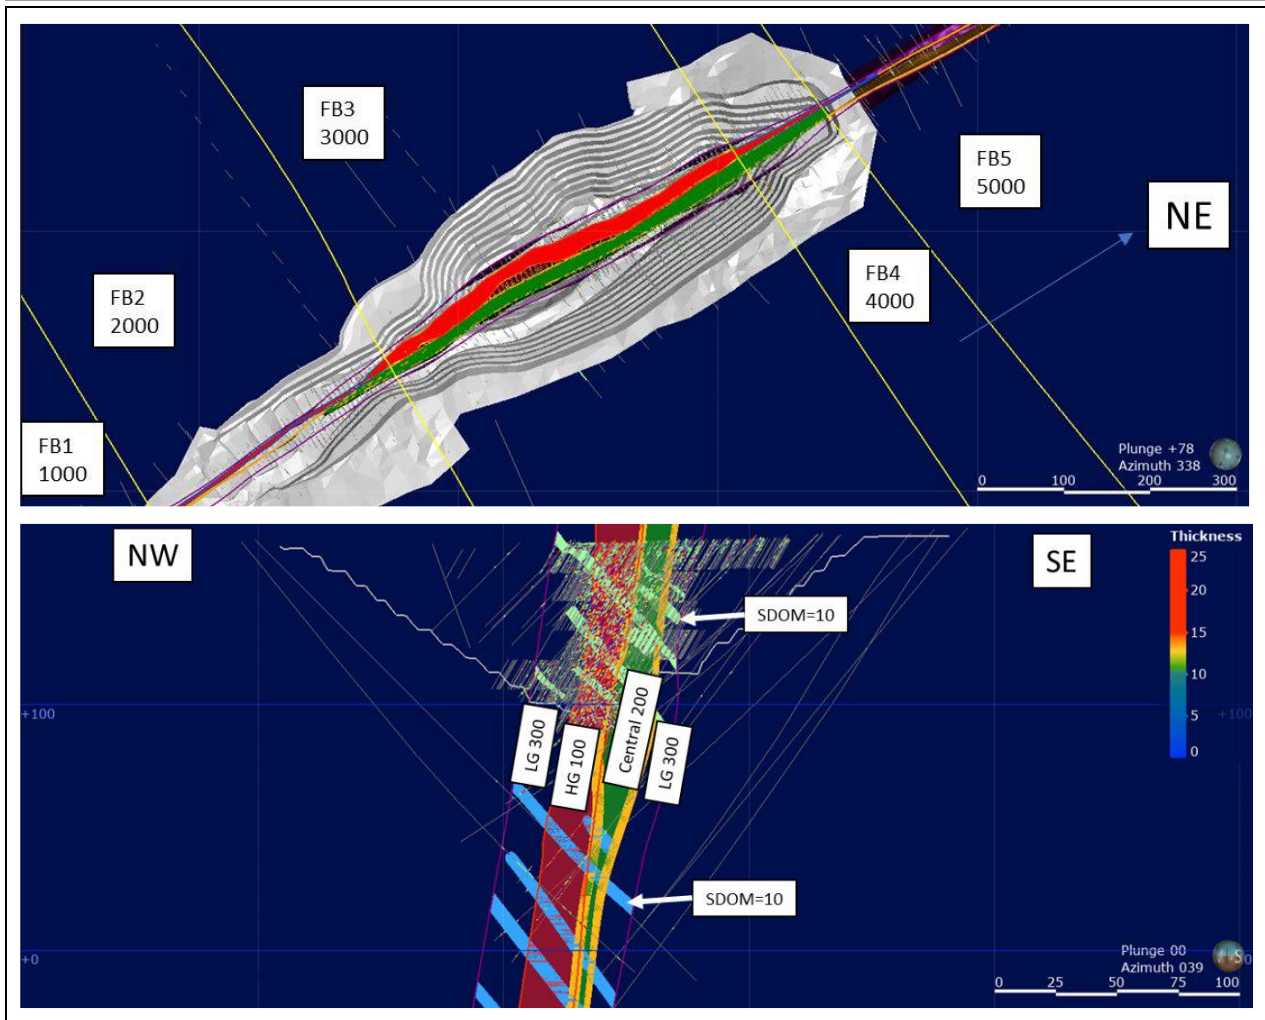 FB3
3000
FB5
5000
NE
FB2
2000
FB4
4000
FB1
1000
Plunge +78
Azimuth 338
0 100 200 300
NW
SE
Thickness
25
20
15
10
5
0
SDOM=10
+100
+100
LG 300
HG 100
Central 200
LG 300
SDOM=10
+0
Plunge 00
Azimuth 039
0 25 50 75 100